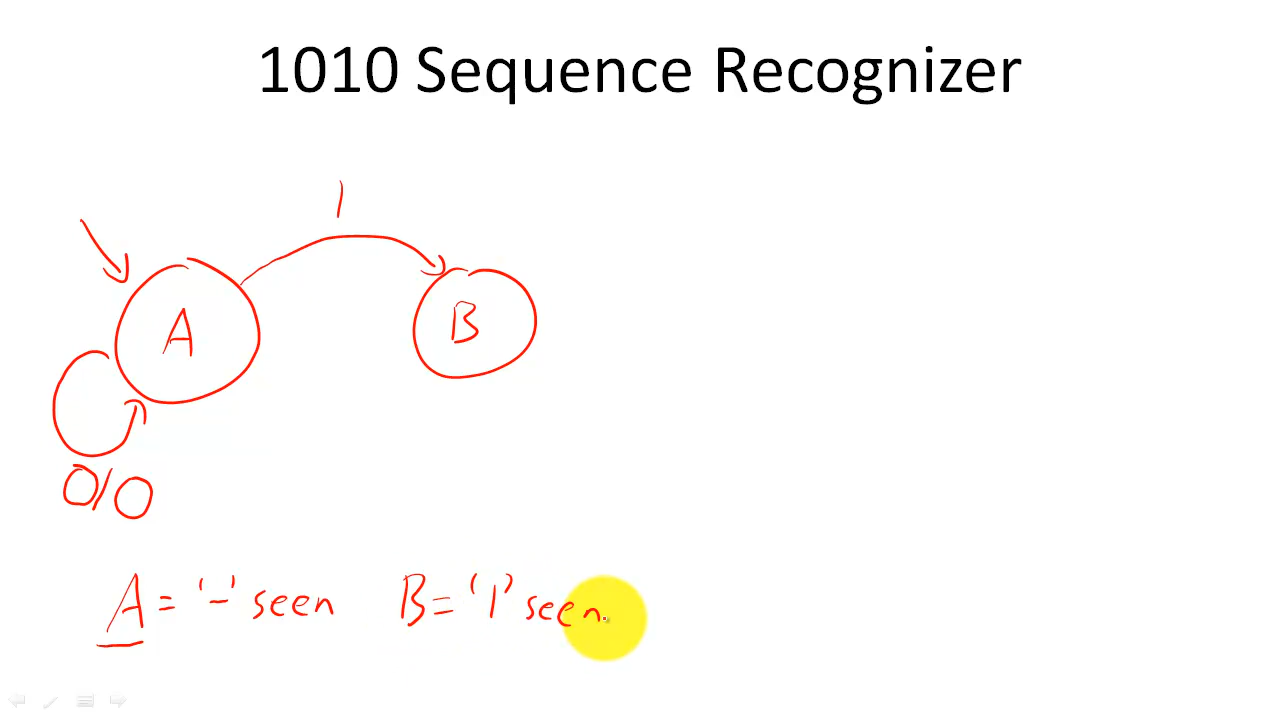 1010 Sequence Recognizer
1
A
B
0/0
A = '-' seen B = '1' seen